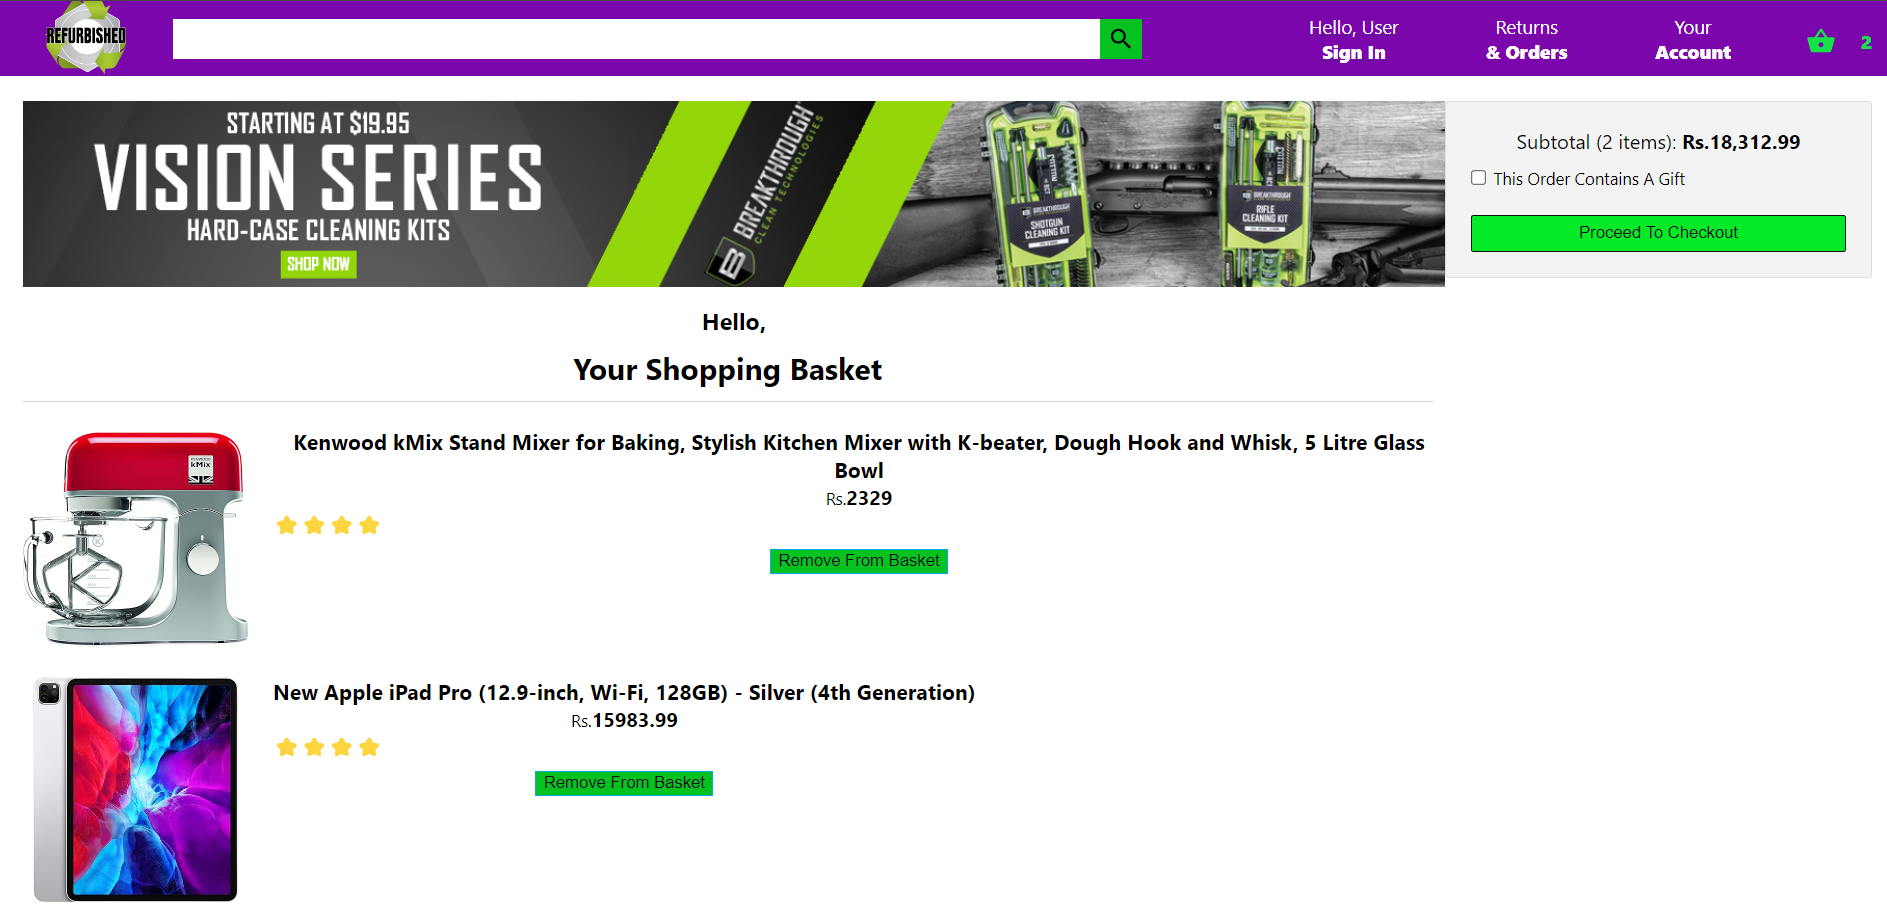 REFURBISHED
Hello, User
Sign In
Returns
& Orders
Your
Account
2
STARTING AT $19.95
VISION SERIES
HARD-CASE CLEANING KITS
SHOP NOW
BREAKTHROUGH
CLEAN TECHNOLOGIES
BREAKTHROUGH
SHOTGUN
CLEANING KIT
BREAKTHROUGH
RIFLE
CLEANING KIT
Subtotal (2 items): Rs.18,312.99
This Order Contains A Gift
Proceed To Checkout
Hello,
Your Shopping Basket
Kenwood kMix Stand Mixer for Baking, Stylish Kitchen Mixer with K-beater, Dough Hook and Whisk, 5 Litre Glass
Bowl
Rs.2329
Remove From Basket
kMix
New Apple iPad Pro (12.9-inch, Wi-Fi, 128GB) - Silver (4th Generation)
Rs.15983.99
Remove From Basket